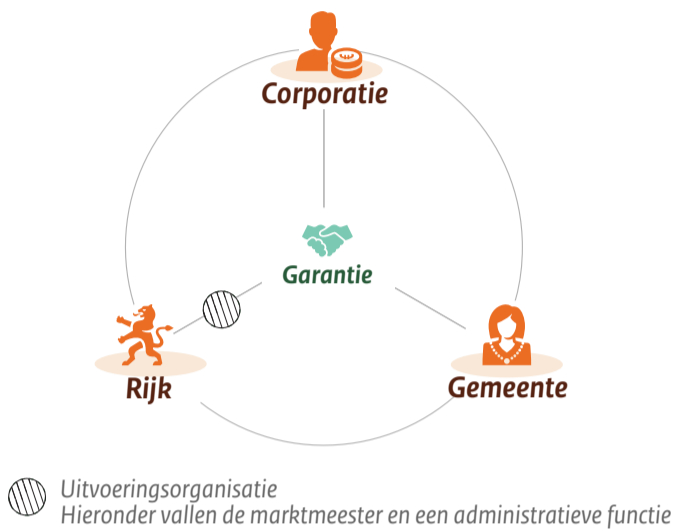 Corporatie
Garantie
Rijk
Gemeente
Uitvoeringsorganisatie
Hieronder vallen de marktmeester en een administratieve functie